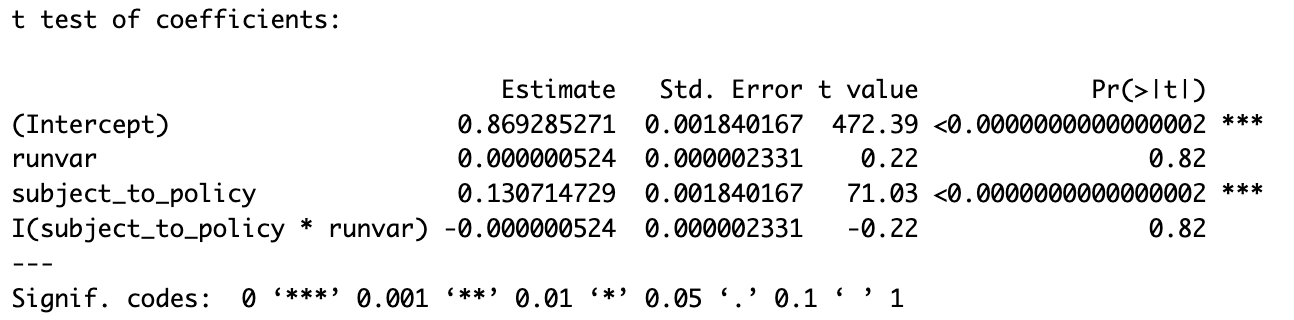 t test of coefficients:
Estimate Std. Error t value Pr(>|t|)
(Intercept) 0.869285271 0.001840167 472.39 <0.0000000000000002 ***
runvar 0.000000524 0.000002331 0.22 0.82
subject_to_policy 0.130714729 0.001840167 71.03 <0.0000000000000002 ***
I(subject_to_policy * runvar) -0.000000524 0.000002331 -0.22 0.82
---
Signif. codes: 0 ‘***’ 0.001 ‘**’ 0.01 ‘*’ 0.05 ‘.’ 0.1 ‘ ’ 1